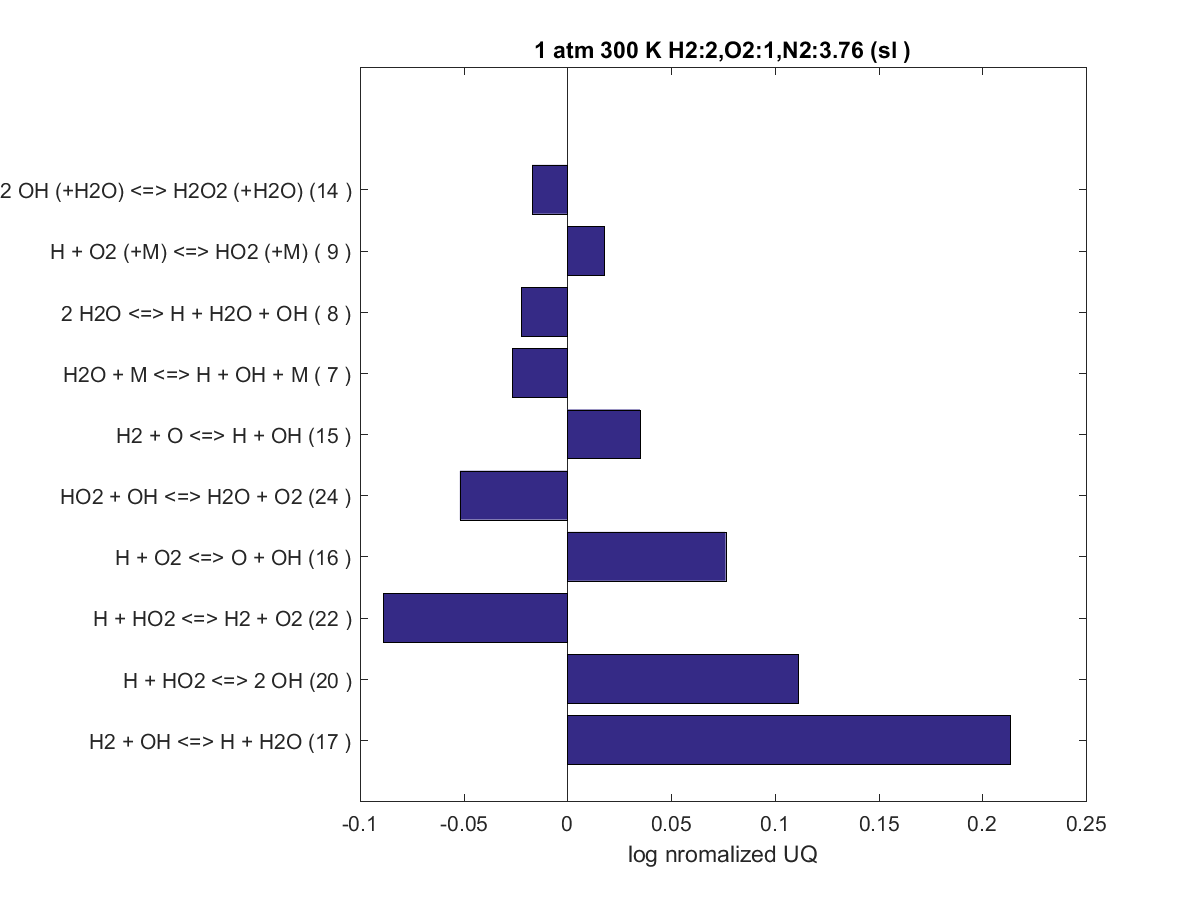 1 atm 300 K H2:2,O2:1,N2:3.76 (sl )
2 OH (+H2O) <=> H2O2 (+H2O) (14 )
H + O2 (+M) <=> HO2 (+M) ( 9 )
2 H2O <=> H + H2O + OH ( 8 )
H2O + M <=> H + OH + M ( 7 )
H2 + O <=> H + OH (15 )
HO2 + OH <=> H2O + O2 (24 )
H + O2 <=> O + OH (16 )
H + HO2 <=> H2 + O2 (22 )
H + HO2 <=> 2 OH (20 )
H2 + OH <=> H + H2O (17 )
-0.1 -0.05 0 0.05 0.1 0.15 0.2 0.25
log nromalized UQ